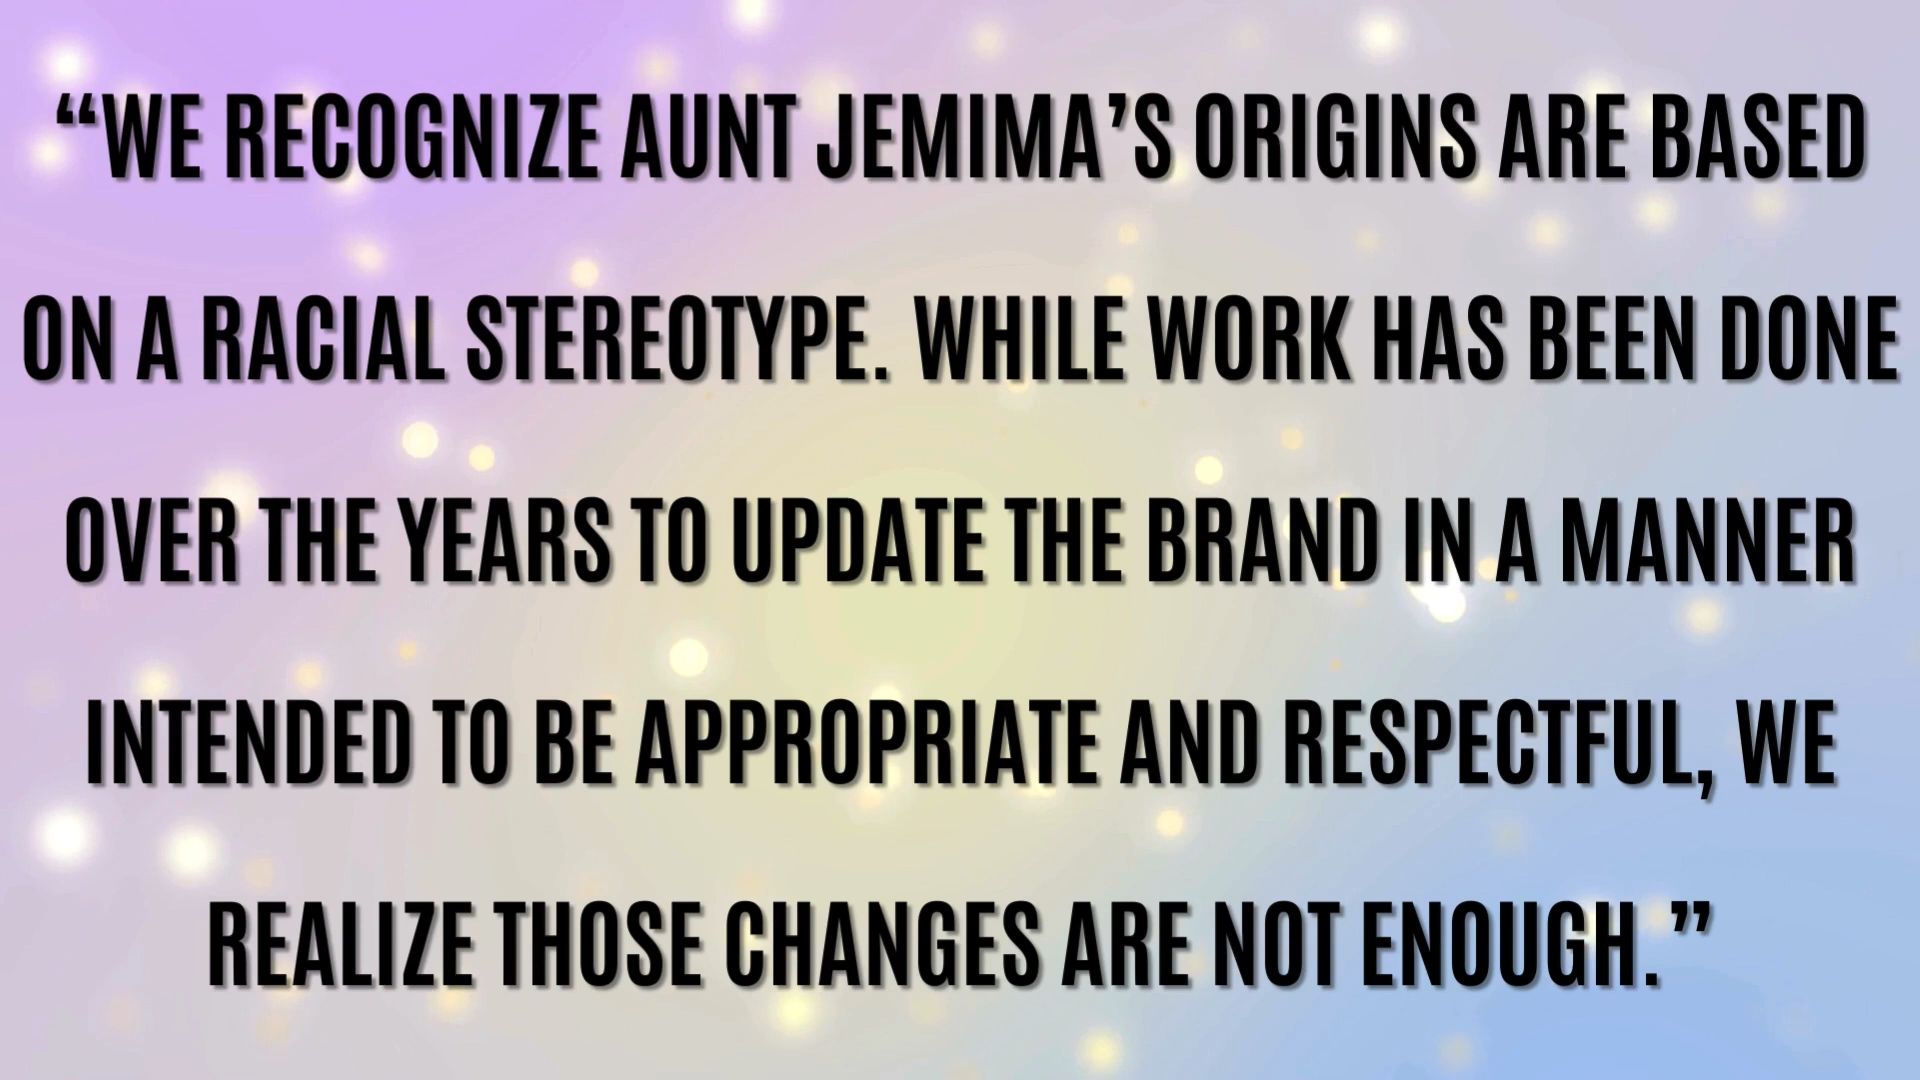 “WE RECOGNIZE AUNT JEMIMA’S ORIGINS ARE BASED
ON A RACIAL STEREOTYPE. WHILE WORK HAS BEEN DONE
OVER THE YEARS TO UPDATE THE BRAND IN A MANNER
INTENDED TO BE APPROPRIATE AND RESPECTFUL, WE
REALIZE THOSE CHANGES ARE NOT ENOUGH.”